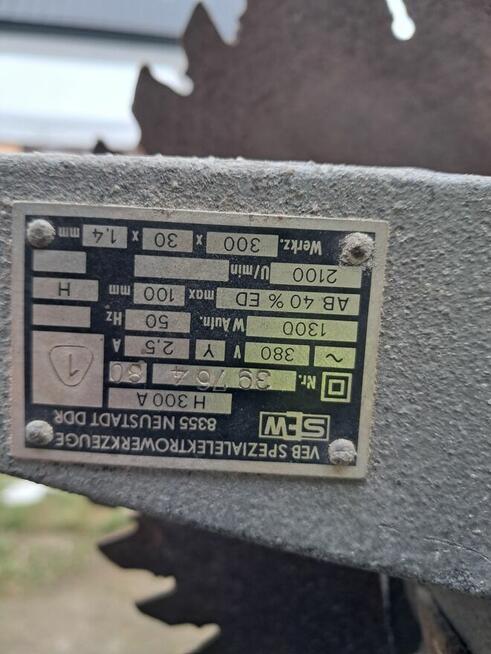 VEB SPEZIALELEKTROWERKZEUGE
SEW 8355 NEUSTADT DDR
H 300 A
Nr. 39 76 4 80
~ 380 V Y 2,5 A 1
1300 W Aufn. 50 Hz
AB 40 % ED max 100 mm H
2100 U/min
Werkz. 300 x 30 x 1.4 mm